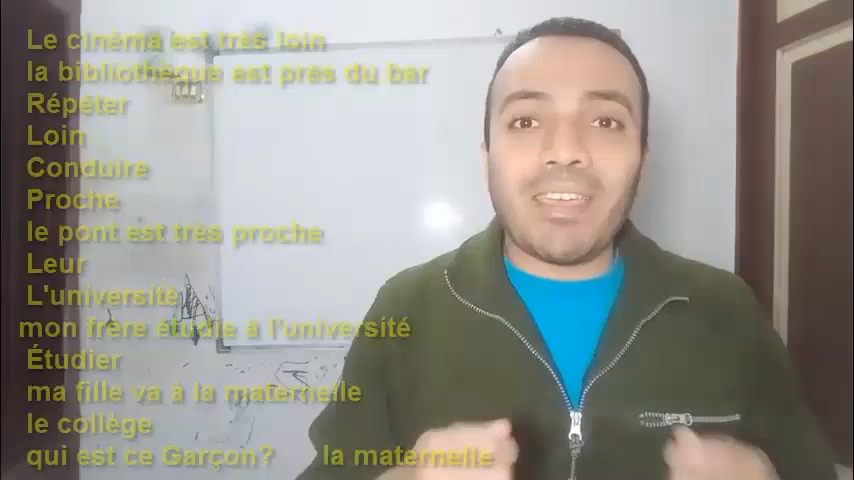 Le cinéma est très loin
la bibliothèque est près du bar
Répéter
Loin
Conduire
Proche
le pont est très proche
Leur
L'université
mon frère étudie à l'université
Étudier
ma fille va à la maternelle
le collège
qui est ce Garçon? la maternelle